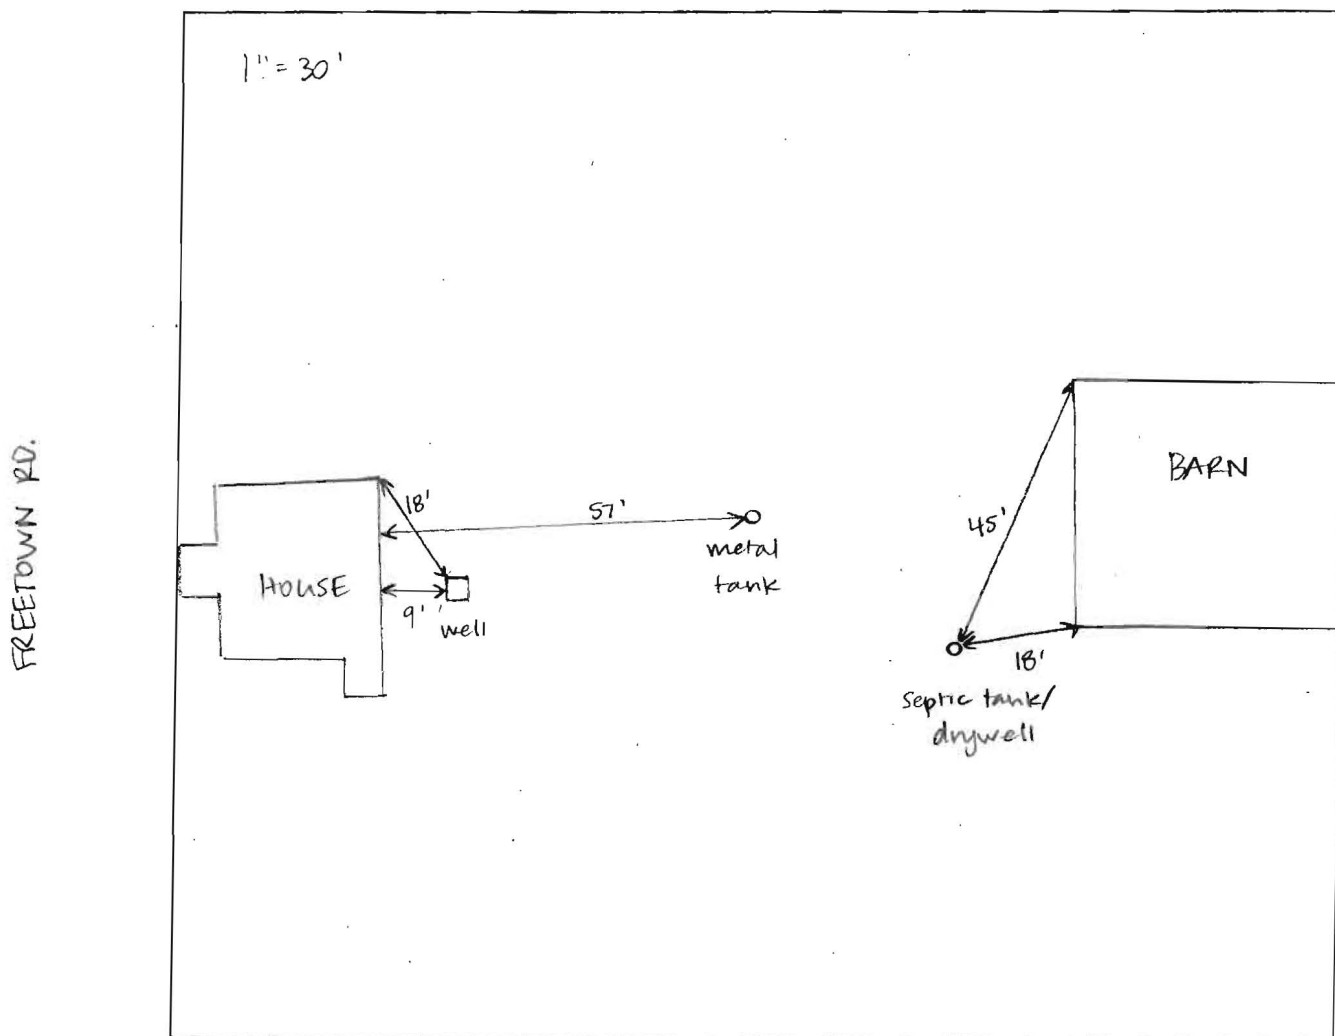 1" = 30'
FREETOWN RD.
BARN
18'
57'
45'
metal
tank
HOUSE
9'
well
18'
septic tank/
drywell